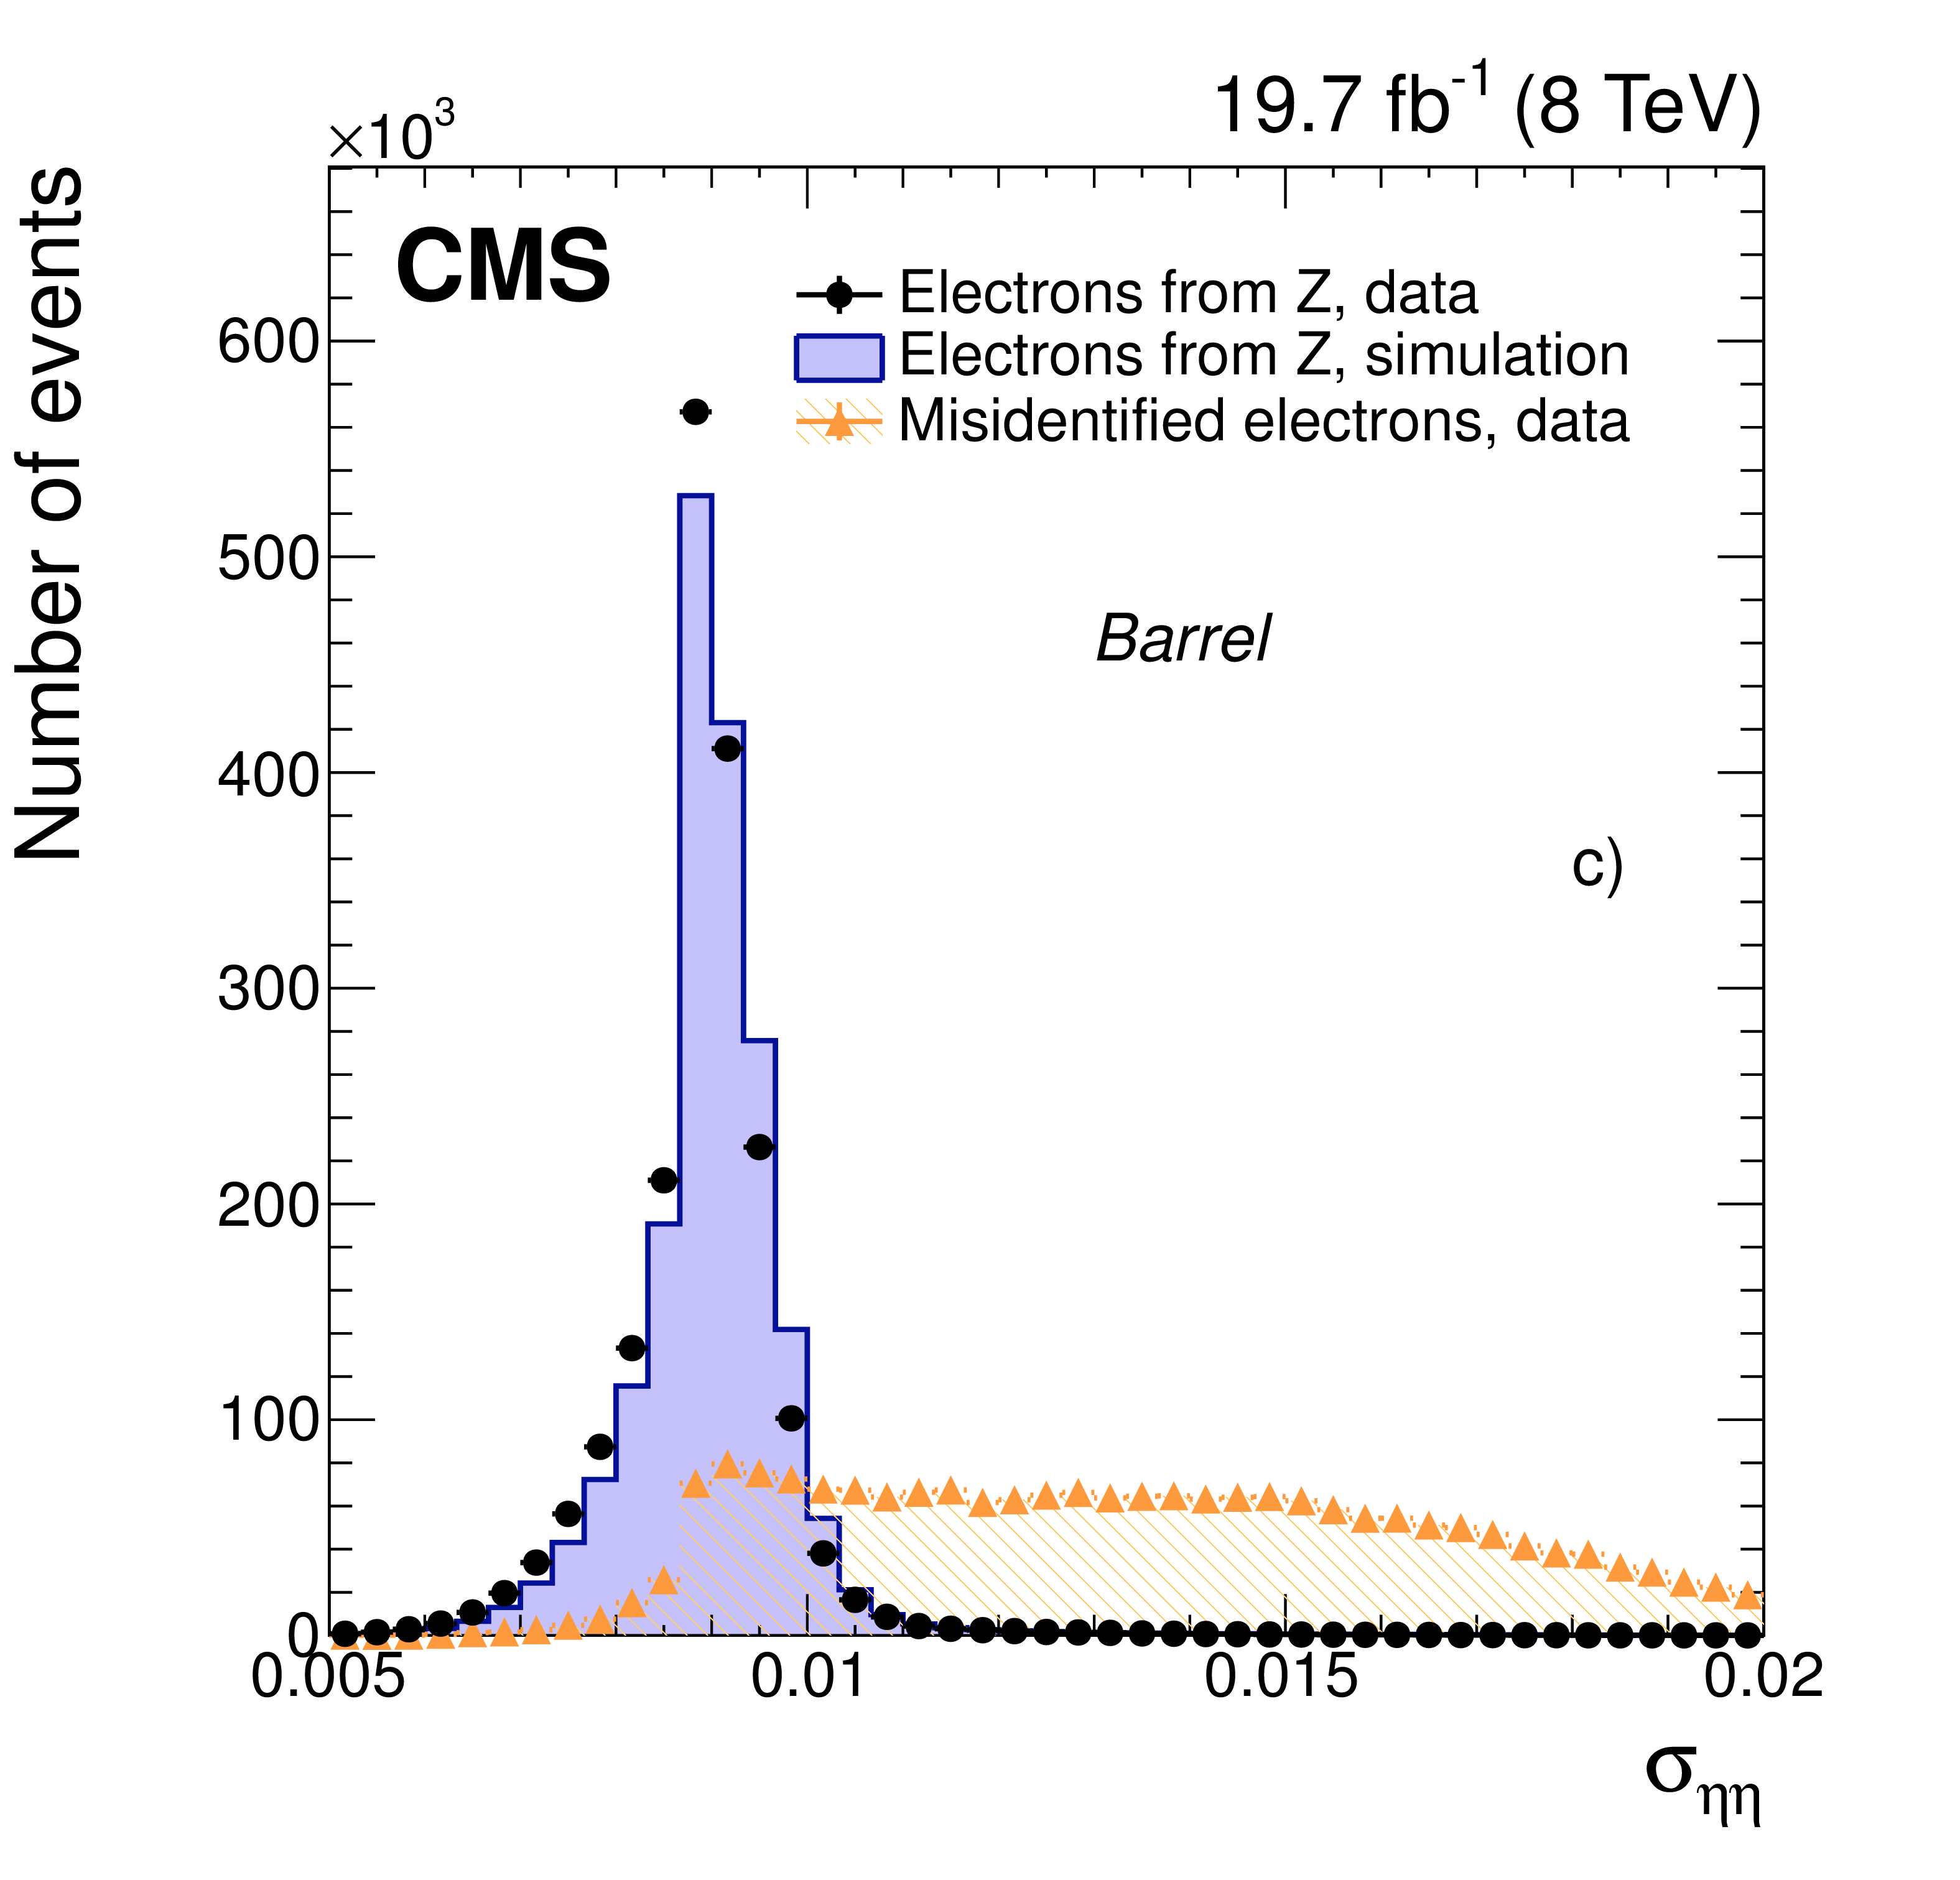 19.7 fb⁻¹ (8 TeV)
×10³
CMS
Electrons from Z, data
Electrons from Z, simulation
Misidentified electrons, data
Barrel
c)
Number of events
600
500
400
300
200
100
0
0.005 0.01 0.015 0.02
σηη